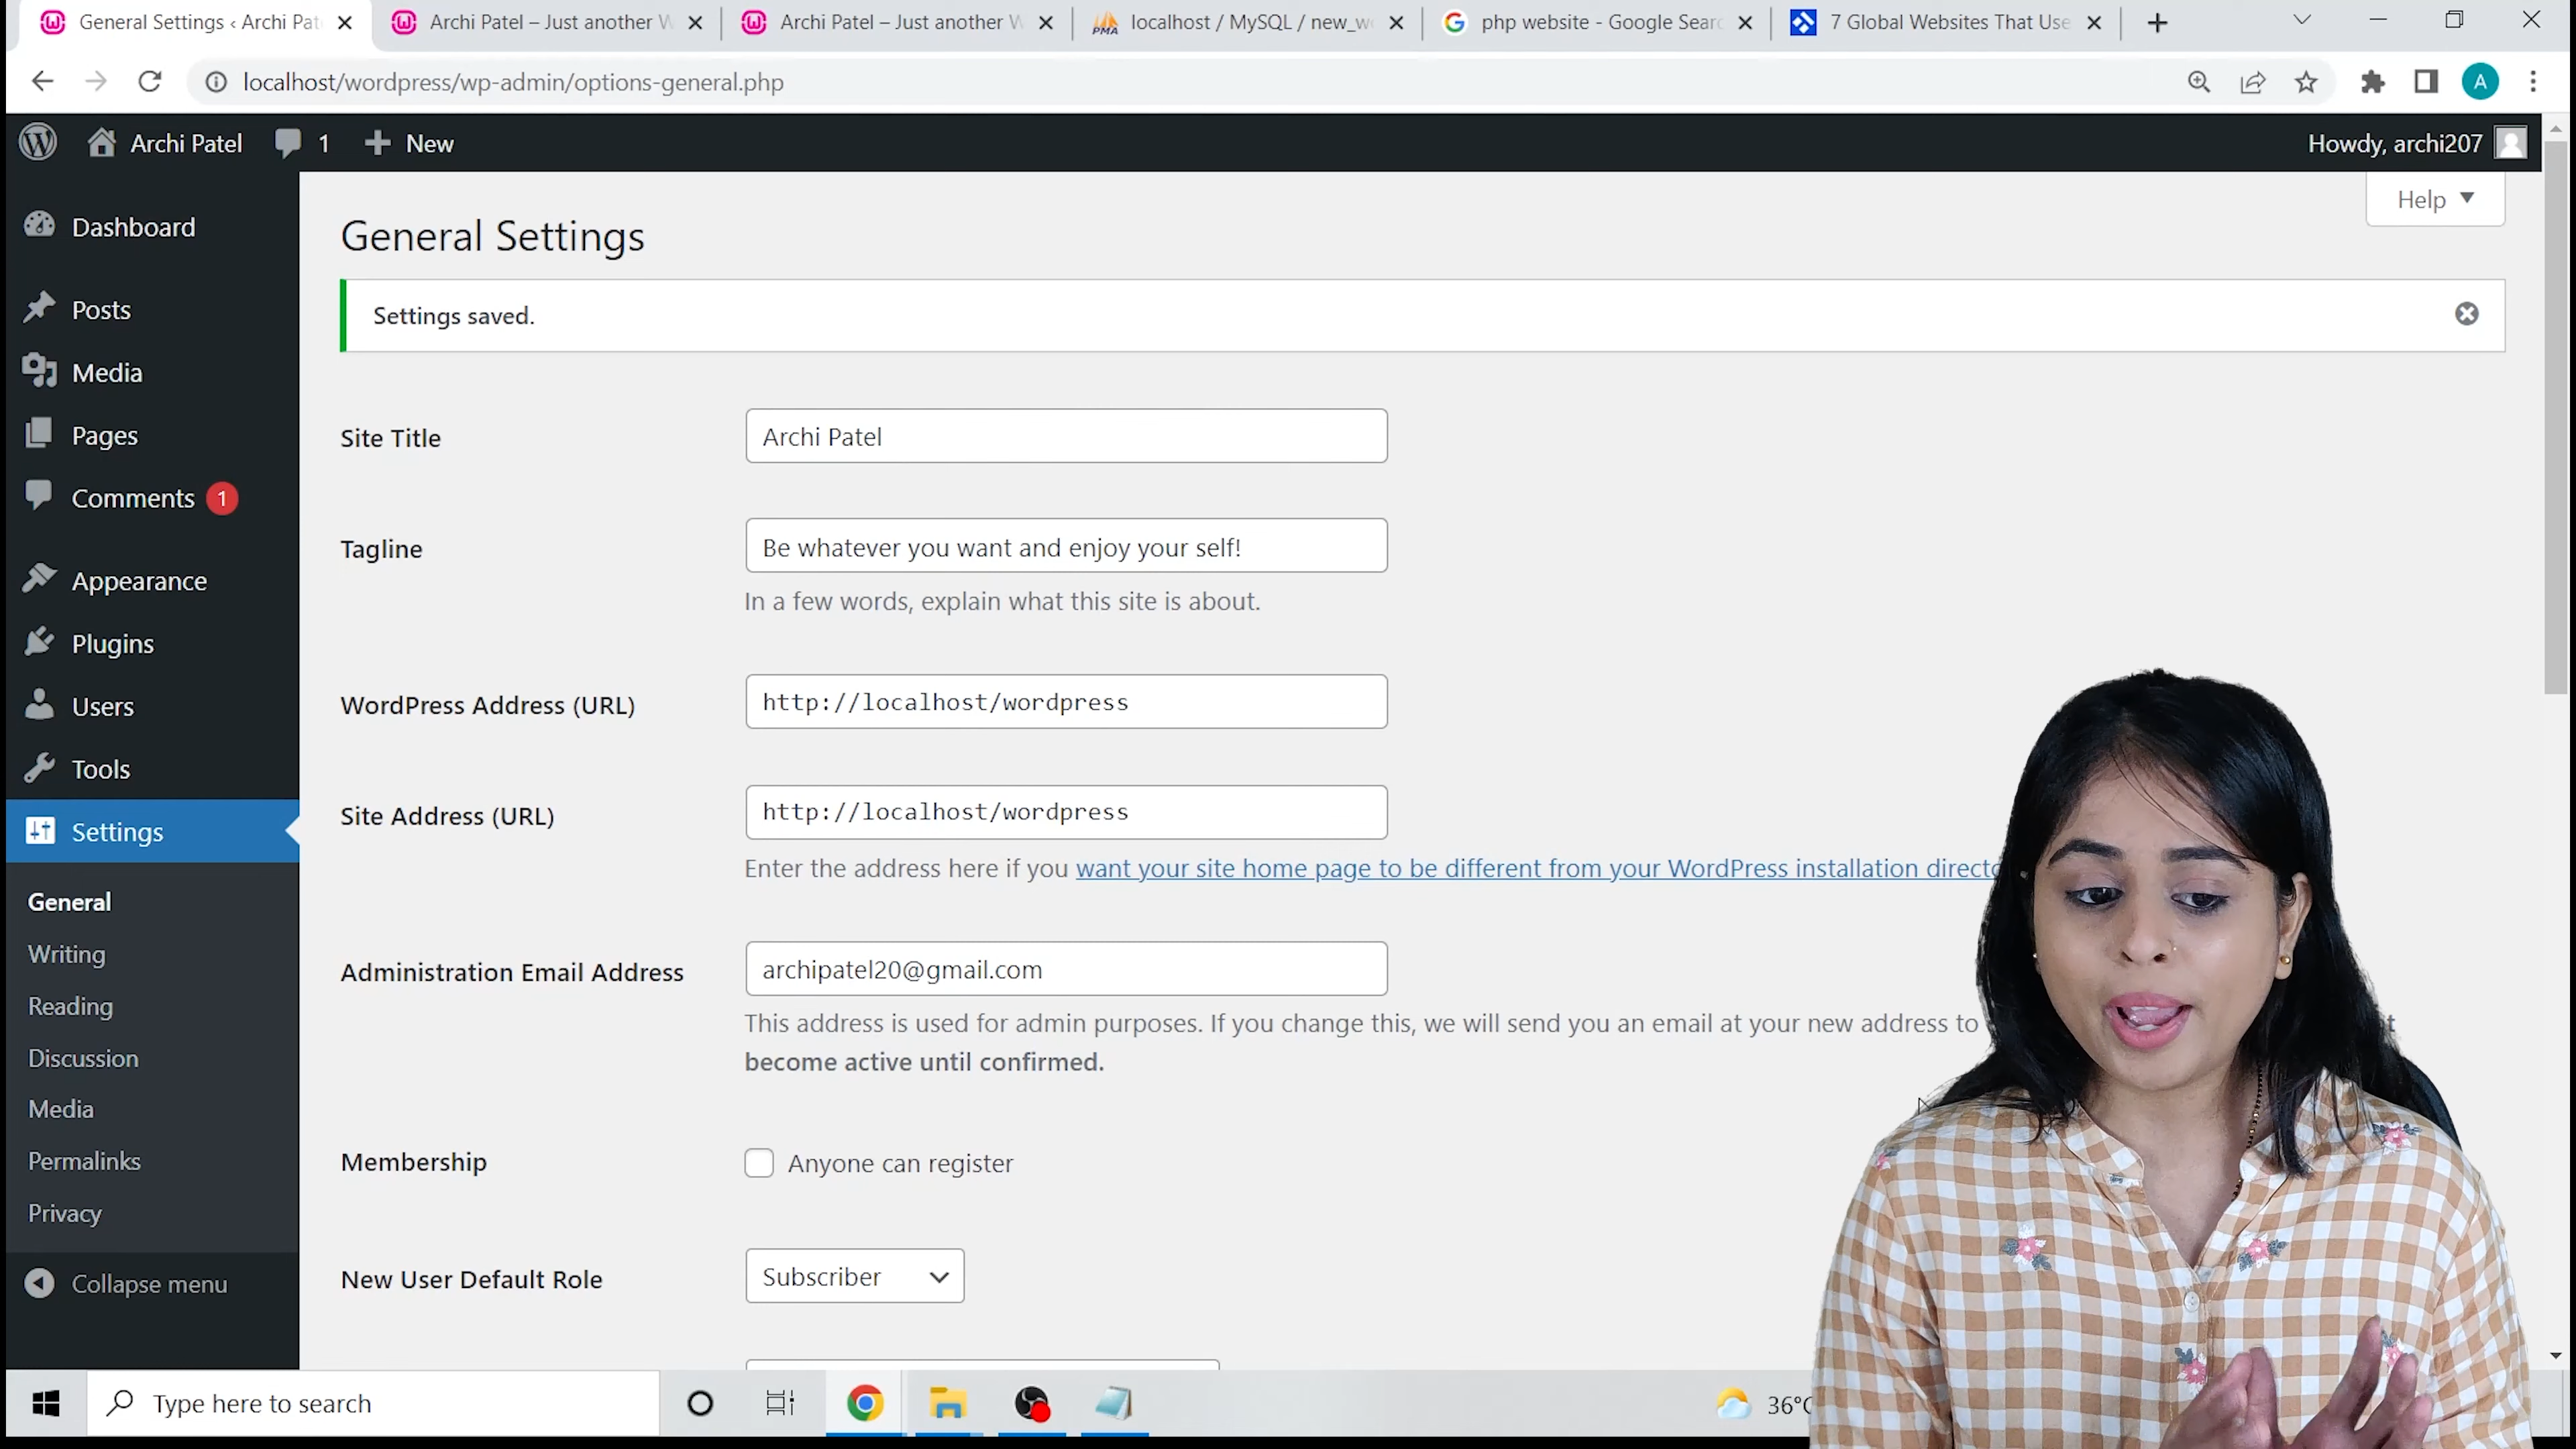 General Settings ‹ Archi Pat
Archi Patel – Just another W
Archi Patel – Just another W
PMA
localhost / MySQL / new_w
php website - Google Searc
7 Global Websites That Use
localhost/wordpress/wp-admin/options-general.php
A
Archi Patel
1
New
Howdy, archi207
Help
Dashboard
Posts
Media
Pages
Comments 1
Appearance
Plugins
Users
Tools
Settings
General
Writing
Reading
Discussion
Media
Permalinks
Privacy
Collapse menu
General Settings
Settings saved.
Site Title
Archi Patel
Tagline
Be whatever you want and enjoy your self!
In a few words, explain what this site is about.
WordPress Address (URL)
http://localhost/wordpress
Site Address (URL)
http://localhost/wordpress
Enter the address here if you want your site home page to be different from your WordPress installation directo
Administration Email Address
archipatel20@gmail.com
This address is used for admin purposes. If you change this, we will send you an email at your new address to
become active until confirmed.
Membership
Anyone can register
New User Default Role
Subscriber
Type here to search
36°C